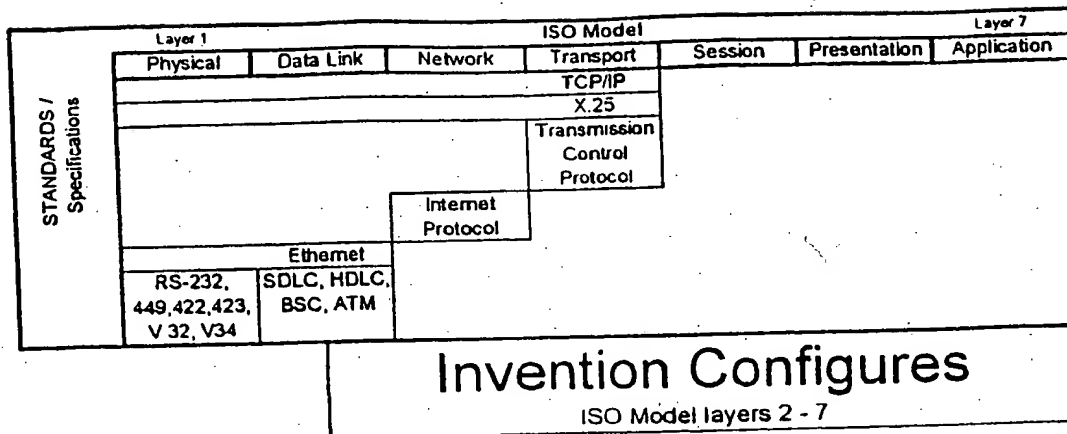 Layer 1 ISO Model Layer 7
Physical Data Link Network Transport Session Presentation Application
TCP/IP
X.25
STANDARDS /
Specifications
Transmission
Control
Protocol
Internet
Protocol
Ethernet
RS-232,
449,422,423,
V 32, V34
SDLC, HDLC,
BSC, ATM
Invention Configures
ISO Model layers 2 - 7